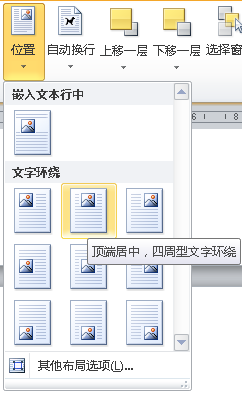 位置 自动换行 上移一层 下移一层 选择窗
6 8
嵌入文本行中
文字环绕
顶端居中，四周型文字环绕
其他布局选项(L)...